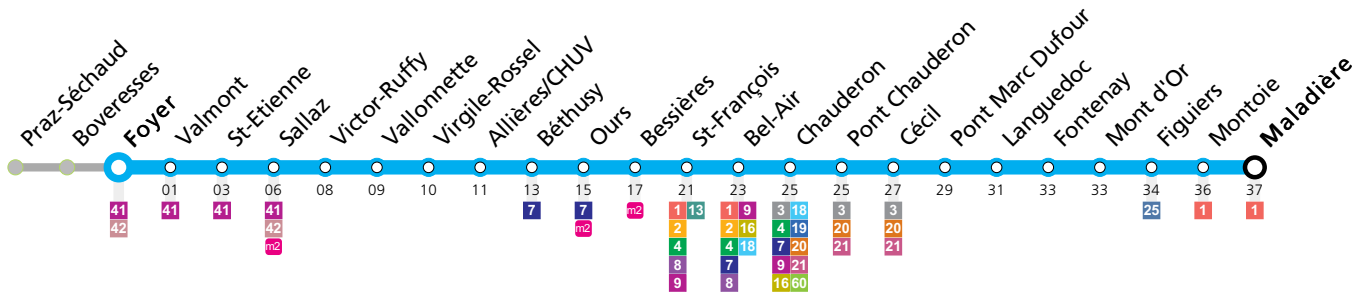 Praz-Séchaud
Boveresses
Foyer
Valmont
St-Etienne
Sallaz
Victor-Ruffy
Vallonnette
Virgile-Rossel
Allières/CHUV
Béthusy
Ours
Bessières
St-François
Bel-Air
Chauderon
Pont Chauderon
Cécil
Pont Marc Dufour
Languedoc
Fontenay
Mont d'Or
Figuiers
Montoie
Maladière
01 03 06 08 09 10 11 13 15 17 21 23 25 25 27 29 31 33 33 34 36 37
41 41 41 41 7 7 m2 1 13 1 9 3 18 3 3 25 1 1
42 42 m2 2 2 16 4 19 20 20
m2 4 4 18 7 20 21 21
8 7 9 21
9 8 16 60